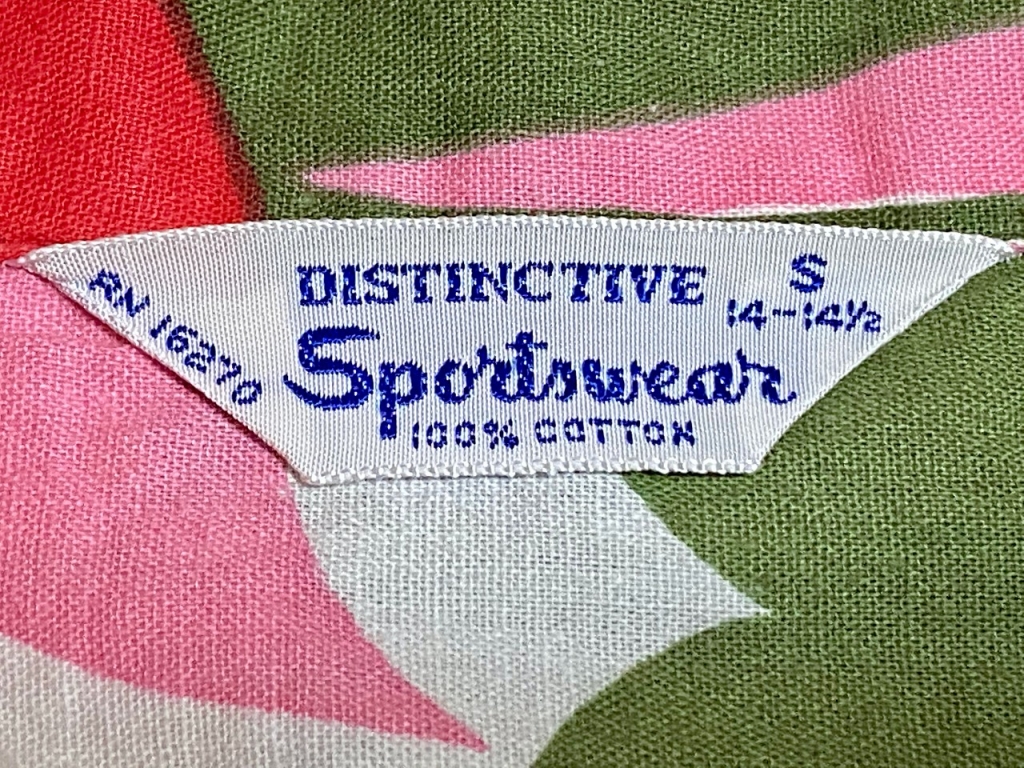 RN 16270
DISTINCTIVE
Sportswear
100% COTTON
S
14-14½